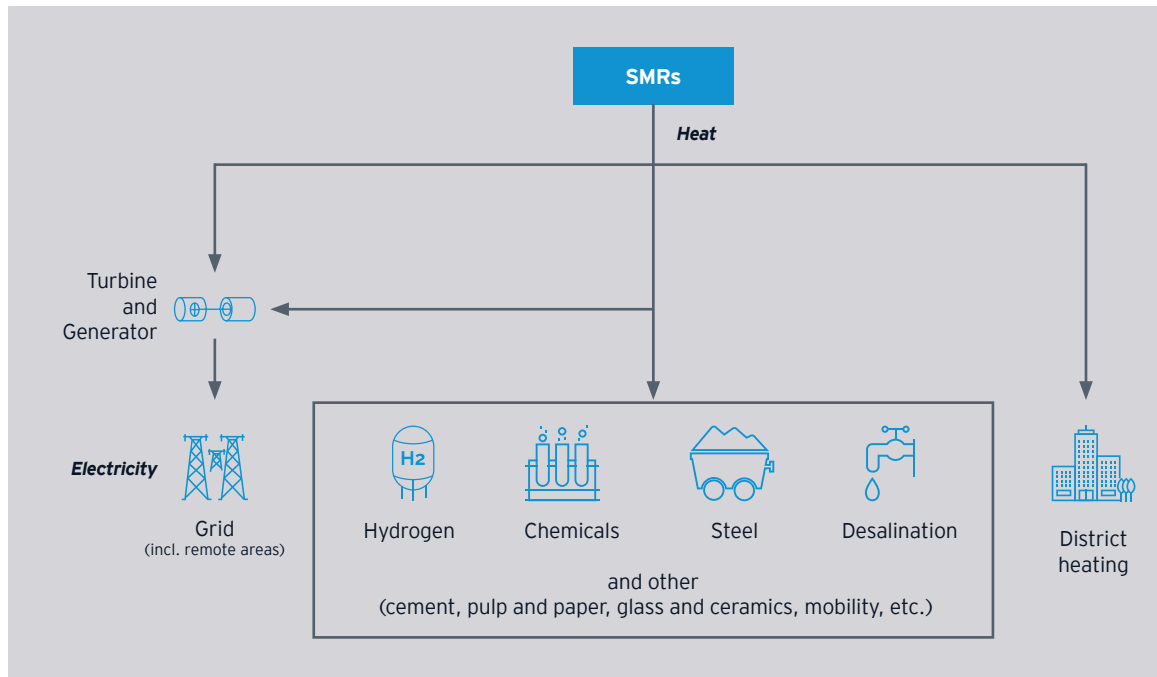 SMRs
Heat
Turbine
and
Generator
Electricity
Grid
(incl. remote areas)
H2
Hydrogen
Chemicals
Steel
Desalination
and other
(cement, pulp and paper, glass and ceramics, mobility, etc.)
District
heating